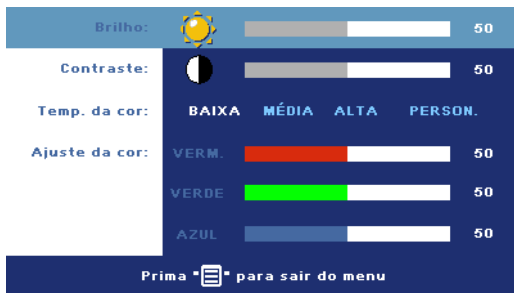 Brilho: 50
Contraste: 50
Temp. da cor: BAIXA MÉDIA ALTA PERSON.
Ajuste da cor: VERM. 50
VERDE 50
AZUL 50
Prima "" para sair do menu